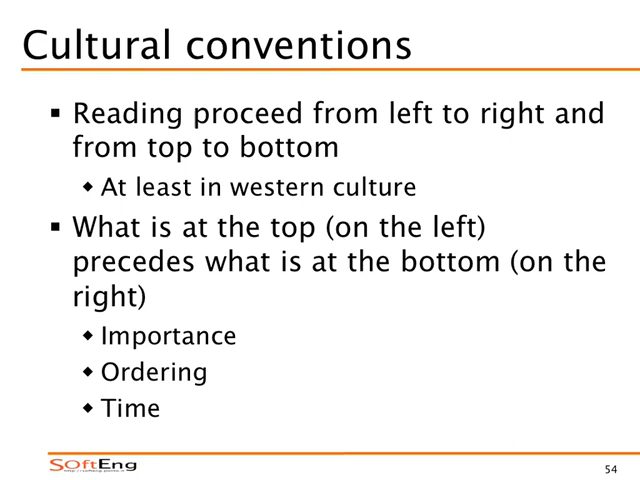 Cultural conventions
▪ Reading proceed from left to right and
from top to bottom
◆ At least in western culture
▪ What is at the top (on the left)
precedes what is at the bottom (on the
right)
◆ Importance
◆ Ordering
◆ Time
SOftEng
54